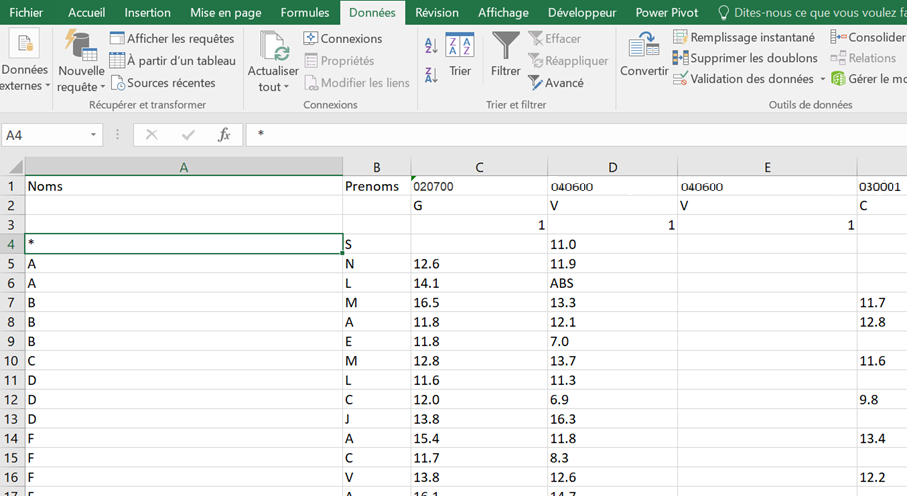 Fichier Accueil Insertion Mise en page Formules Données Révision Affichage Développeur Power Pivot Dites-nous ce que vous voulez fa
Données externes
Nouvelle requête
Afficher les requêtes
À partir d'un tableau
Sources récentes
Récupérer et transformer
Actualiser tout
Connexions
Propriétés
Modifier les liens
Connexions
Trier
Filtrer
Effacer
Réappliquer
Avancé
Trier et filtrer
Convertir
Remplissage instantané
Supprimer les doublons
Validation des données
Consolider
Relations
Gérer le mo
Outils de données
A4 fx *
A B C D E
1 Noms Prenoms 020700 040600 040600 030001
2 G V V C
3 1 1 1
4 * S 11.0
5 A N 12.6 11.9
6 A L 14.1 ABS
7 B M 16.5 13.3 11.7
8 B A 11.8 12.1 12.8
9 B E 11.8 7.0
10 C M 12.8 13.7 11.6
11 D L 11.6 11.3
12 D C 12.0 6.9 9.8
13 D J 13.8 16.3
14 F A 15.4 11.8 13.4
15 F C 11.7 8.3
16 F V 13.8 12.6 12.2
17 F A 16.1 14.7